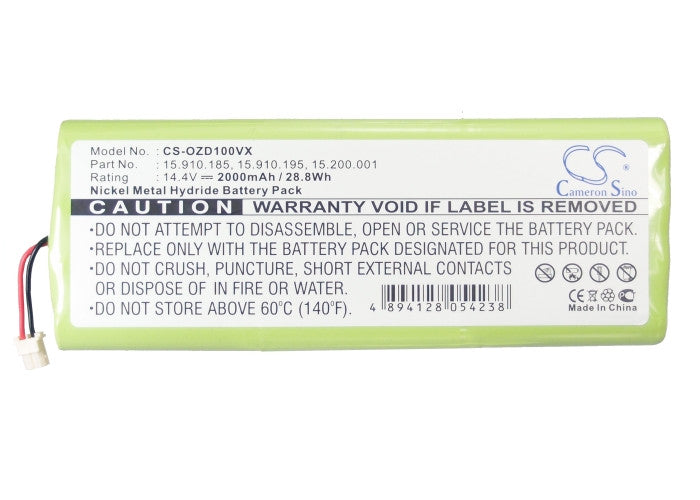 Model No. : CS-OZD100VX
Part No. : 15.910.185, 15.910.195, 15.200.001
Rating : 14.4V ⎓ 2000mAh / 28.8Wh
Nickel Metal Hydride Battery Pack
CS
Cameron Sino
CAUTION WARRANTY VOID IF LABEL IS REMOVED
•DO NOT ATTEMPT TO DISASSEMBLE, OPEN OR SERVICE.
•REPLACE ONLY WITH THE BATTERY PACK DESIGNATED FOR THIS UNIT.
•DO NOT CRUSH, PUNCTURE, SHORT EXTERNAL CONTACTS
OR DISPOSE OF IN FIRE OR WATER.
•DO NOT STORE ABOVE 60°C (140°F).
4 894128 054238
CE
Made In China